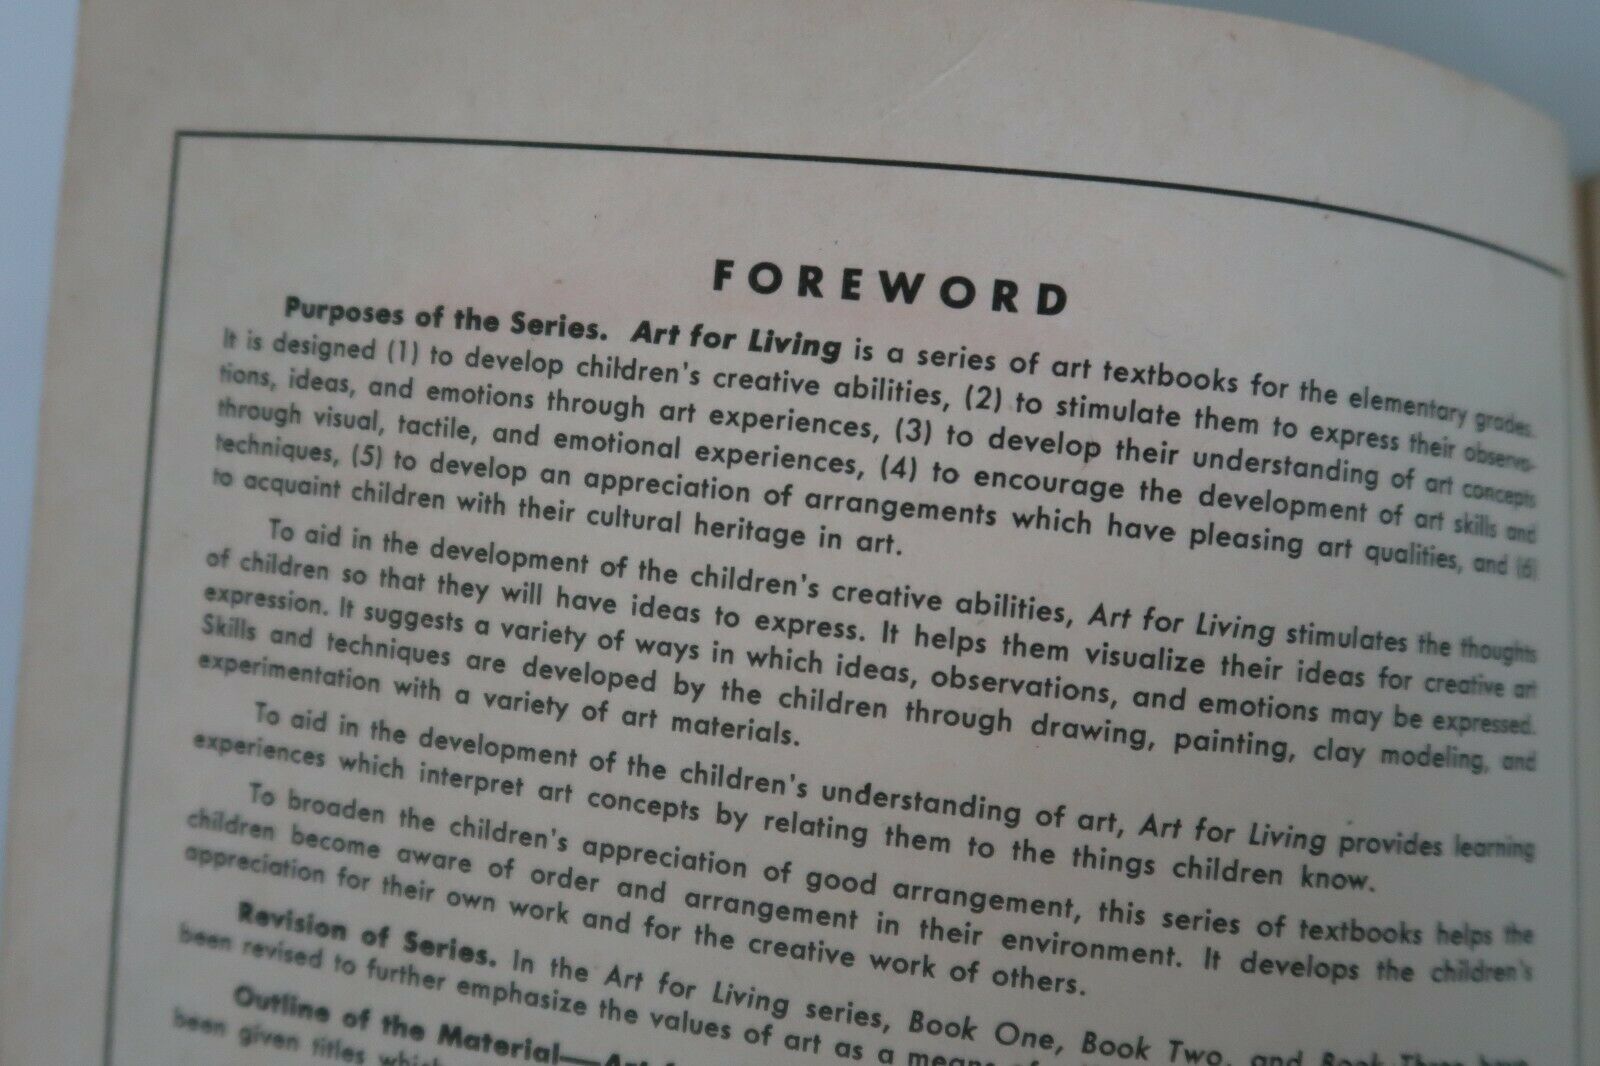 FOREWORD
Purposes of the Series. Art for Living is a series of art textbooks for the elementary grades.
It is designed (1) to develop children's creative abilities, (2) to stimulate them to express their observa-
tions, ideas, and emotions through art experiences, (3) to develop their understanding of art concepts
through visual, tactile, and emotional experiences, (4) to encourage the development of art skills and
techniques, (5) to develop an appreciation of arrangements which have pleasing art qualities, and (6)
to acquaint children with their cultural heritage in art.
To aid in the development of the children's creative abilities, Art for Living stimulates the thoughts
of children so that they will have ideas to express. It helps them visualize their ideas for creative art
expression. It suggests a variety of ways in which ideas, observations, and emotions may be expressed.
Skills and techniques are developed by the children through drawing, painting, clay modeling, and
experimentation with a variety of art materials.
To aid in the development of the children's understanding of art, Art for Living provides learning
experiences which interpret art concepts by relating them to the things children know.
To broaden the children's appreciation of good arrangement, this series of textbooks helps the
children become aware of order and arrangement in their environment. It develops the children's
appreciation for their own work and for the creative work of others.
Revision of Series. In the Art for Living series, Book One, Book Two, and Book Three have
been revised to further emphasize the values of art as a means
Outline of the Material—Art
been given titles